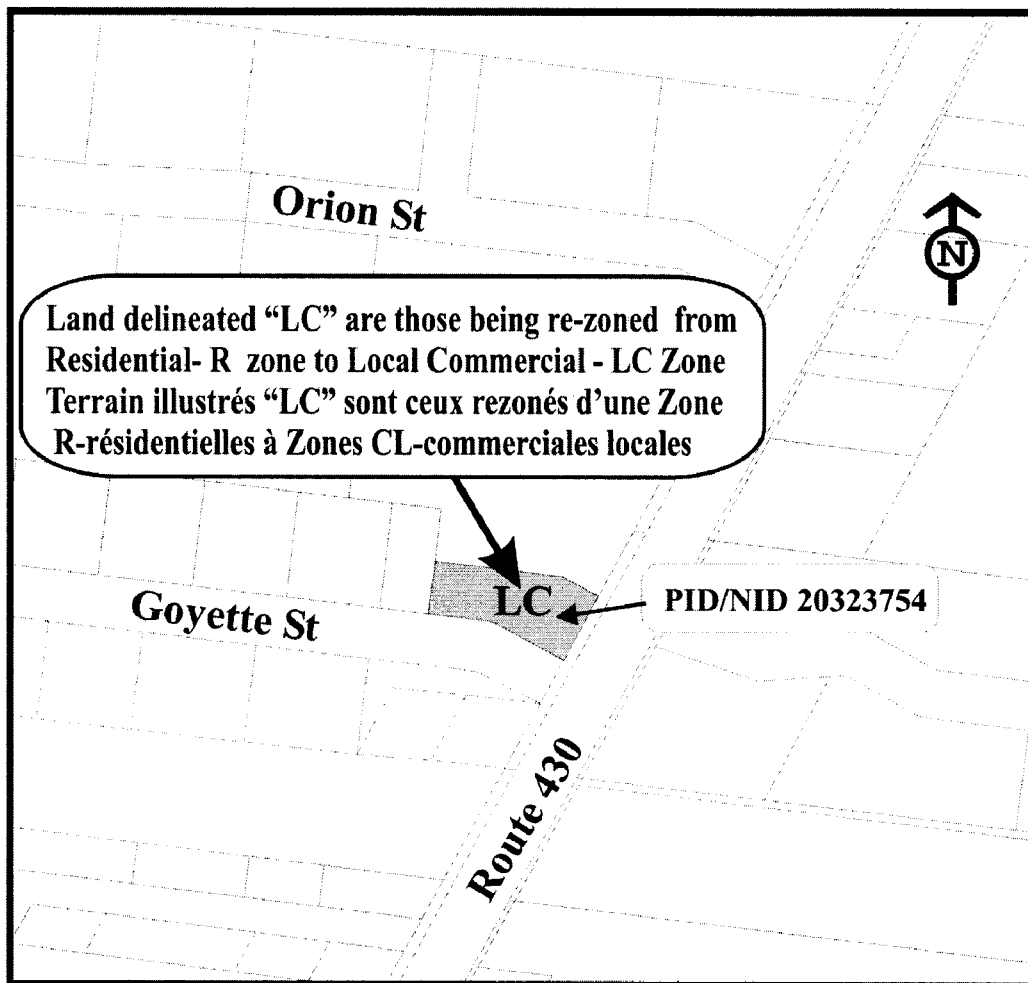 Orion St
N
Land delineated “LC” are those being re-zoned from
Residential- R zone to Local Commercial - LC Zone
Terrain illustrés “LC” sont ceux rezonés d’une Zone
R-résidentielles à Zones CL-commerciales locales
LC
PID/NID 20323754
Goyette St
Route 430